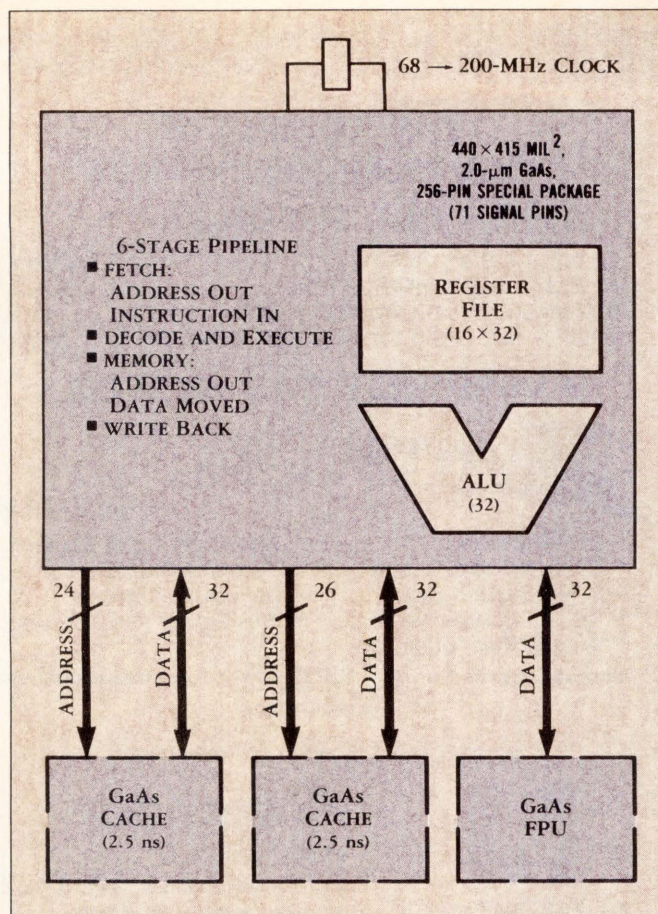 68 → 200-MHz CLOCK
440 × 415 MIL²,
2.0-μm GaAs,
256-PIN SPECIAL PACKAGE
(71 SIGNAL PINS)
6-STAGE PIPELINE
■ FETCH:
ADDRESS OUT
INSTRUCTION IN
■ DECODE AND EXECUTE
■ MEMORY:
ADDRESS OUT
DATA MOVED
■ WRITE BACK
REGISTER
FILE
(16 × 32)
ALU
(32)
24
ADDRESS
32
DATA
26
ADDRESS
32
DATA
32
DATA
GaAs
CACHE
(2.5 ns)
GaAs
CACHE
(2.5 ns)
GaAs
FPU